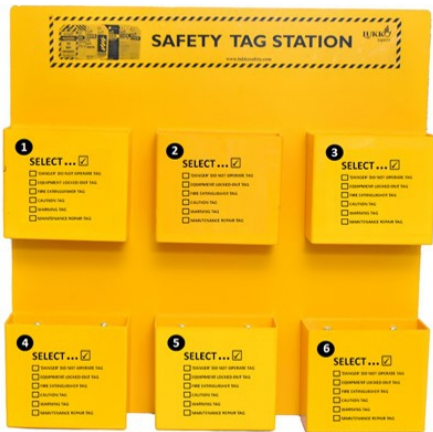 SAFETY TAG STATION
LUKKO
www.lukkosafety.com
1
SELECT...
'DANGER' DO NOT OPERATE TAG
EQUIPMENT LOCKED OUT TAG
FIRE EXTINGUISHER TAG
CAUTION TAG
WARNING TAG
MAINTENANCE REPAIR TAG
2
SELECT...
'DANGER' DO NOT OPERATE TAG
EQUIPMENT LOCKED OUT TAG
FIRE EXTINGUISHER TAG
CAUTION TAG
WARNING TAG
MAINTENANCE REPAIR TAG
3
SELECT...
'DANGER' DO NOT OPERATE TAG
EQUIPMENT LOCKED OUT TAG
FIRE EXTINGUISHER TAG
CAUTION TAG
WARNING TAG
MAINTENANCE REPAIR TAG
4
SELECT...
'DANGER' DO NOT OPERATE TAG
EQUIPMENT LOCKED OUT TAG
FIRE EXTINGUISHER TAG
CAUTION TAG
WARNING TAG
MAINTENANCE REPAIR TAG
5
SELECT...
'DANGER' DO NOT OPERATE TAG
EQUIPMENT LOCKED OUT TAG
FIRE EXTINGUISHER TAG
CAUTION TAG
WARNING TAG
MAINTENANCE REPAIR TAG
6
SELECT...
'DANGER' DO NOT OPERATE TAG
EQUIPMENT LOCKED OUT TAG
FIRE EXTINGUISHER TAG
CAUTION TAG
WARNING TAG
MAINTENANCE REPAIR TAG